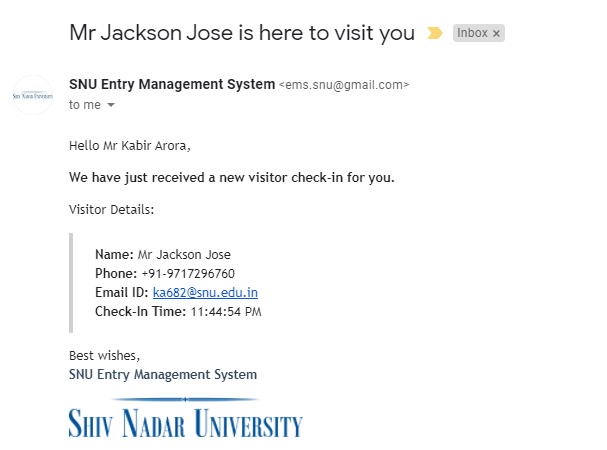 Mr Jackson Jose is here to visit you Inbox x
SHIV NADAR UNIVERSITY
SNU Entry Management System <ems.snu@gmail.com>
to me
Hello Mr Kabir Arora,
We have just received a new visitor check-in for you.
Visitor Details:
Name: Mr Jackson Jose
Phone: +91-9717296760
Email ID: ka682@snu.edu.in
Check-In Time: 11:44:54 PM
Best wishes,
SNU Entry Management System
SHIV NADAR UNIVERSITY